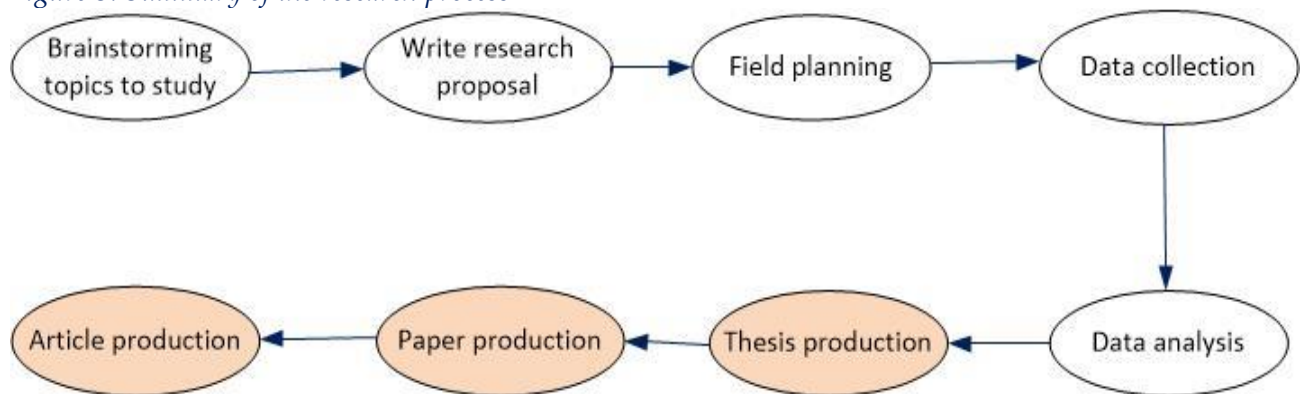 Brainstorming
topics to study
Write research
proposal
Field planning
Data collection
Data analysis
Thesis production
Paper production
Article production